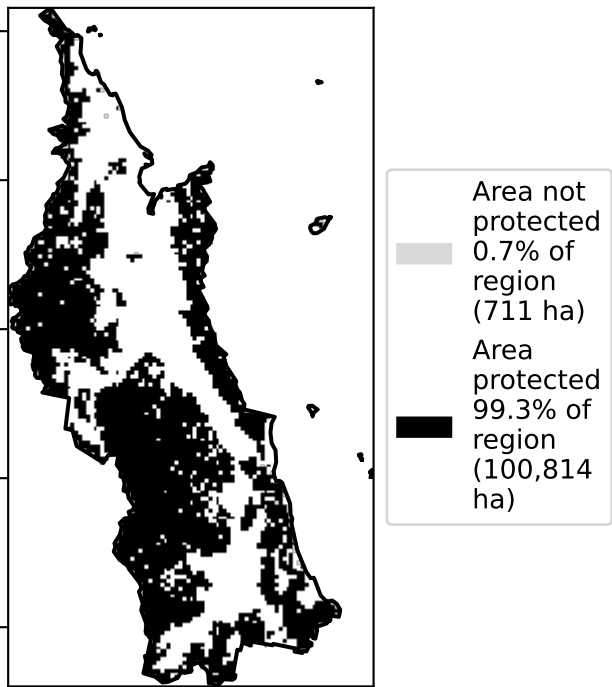 Area not
protected
0.7% of
region
(711 ha)
Area
protected
99.3% of
region
(100,814
ha)